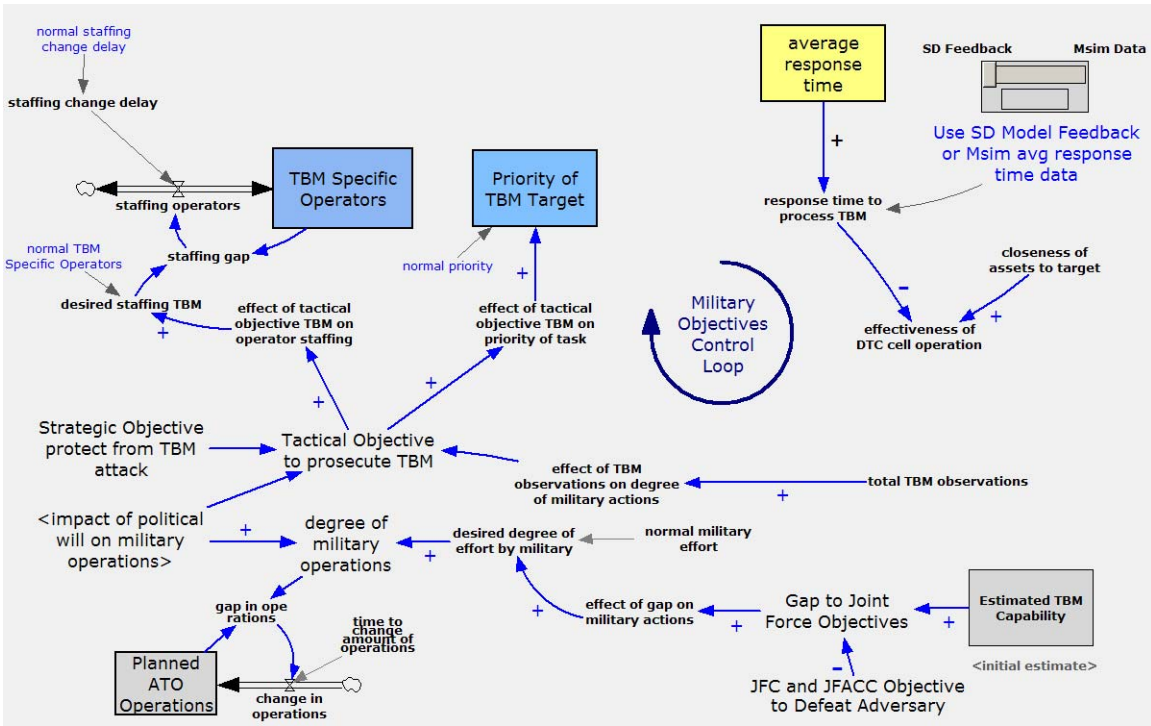 normal staffing
change delay
staffing change delay
staffing operators
TBM Specific
Operators
staffing gap
normal TBM
Specific Operators
desired staffing TBM
+
effect of tactical
objective TBM on
operator staffing
+
Priority of
TBM Target
normal priority
+
effect of tactical
objective TBM on
priority of task
+
average
response
time
+
SD Feedback
Msim Data
Use SD Model Feedback
or Msim avg response
time data
response time to
process TBM
-
closeness of
assets to target
+
effectiveness of
DTC cell operation
Military
Objectives
Control
Loop
Strategic Objective
protect from TBM
attack
Tactical Objective
to prosecute TBM
effect of TBM
observations on degree
of military actions
+
total TBM observations
<impact of political
will on military
operations>
+
degree of
military operations
+
desired degree of
effort by military
normal military
effort
+
effect of gap on
military actions
+
Gap to Joint
Force Objectives
+
Estimated TBM
Capability
<initial estimate>
-
JFC and JFACC Objective
to Defeat Adversary
gap in ope
rations
time to
change
amount of
operations
Planned
ATO
Operations
change in
operations